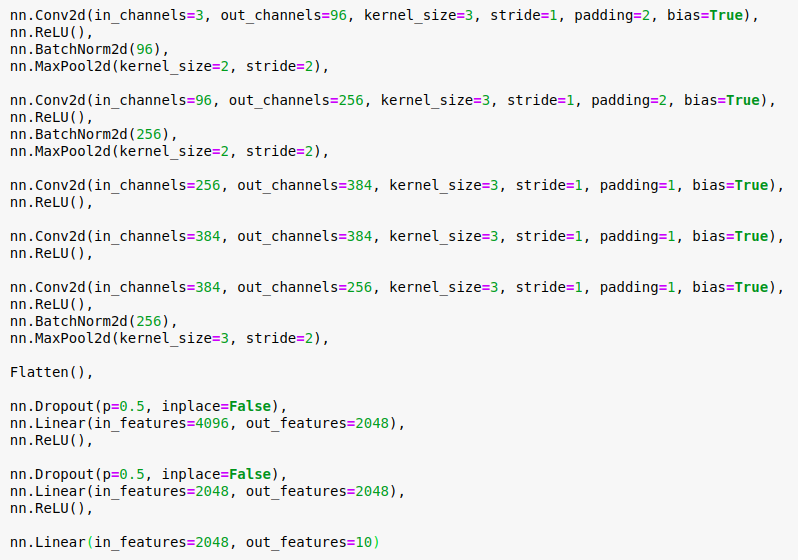 nn.Conv2d(in_channels=3, out_channels=96, kernel_size=3, stride=1, padding=2, bias=True),
nn.ReLU(),
nn.BatchNorm2d(96),
nn.MaxPool2d(kernel_size=2, stride=2),
nn.Conv2d(in_channels=96, out_channels=256, kernel_size=3, stride=1, padding=2, bias=True),
nn.ReLU(),
nn.BatchNorm2d(256),
nn.MaxPool2d(kernel_size=2, stride=2),
nn.Conv2d(in_channels=256, out_channels=384, kernel_size=3, stride=1, padding=1, bias=True),
nn.ReLU(),
nn.Conv2d(in_channels=384, out_channels=384, kernel_size=3, stride=1, padding=1, bias=True),
nn.ReLU(),
nn.Conv2d(in_channels=384, out_channels=256, kernel_size=3, stride=1, padding=1, bias=True),
nn.ReLU(),
nn.BatchNorm2d(256),
nn.MaxPool2d(kernel_size=3, stride=2),
Flatten(),
nn.Dropout(p=0.5, inplace=False),
nn.Linear(in_features=4096, out_features=2048),
nn.ReLU(),
nn.Dropout(p=0.5, inplace=False),
nn.Linear(in_features=2048, out_features=2048),
nn.ReLU(),
nn.Linear(in_features=2048, out_features=10)